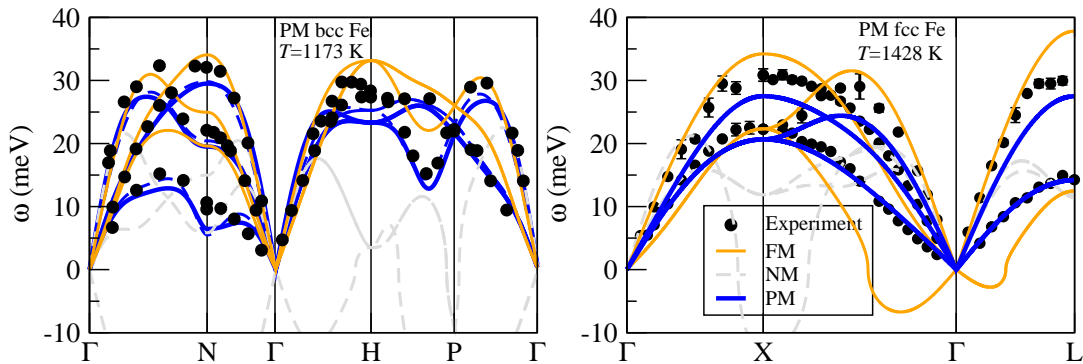 PM bcc Fe
T=1173 K
ω (meV)
40
30
20
10
0
-10
Γ N Γ H P Γ
PM fcc Fe
T=1428 K
ω (meV)
40
30
20
10
0
-10
Experiment
FM
NM
PM
Γ X Γ L